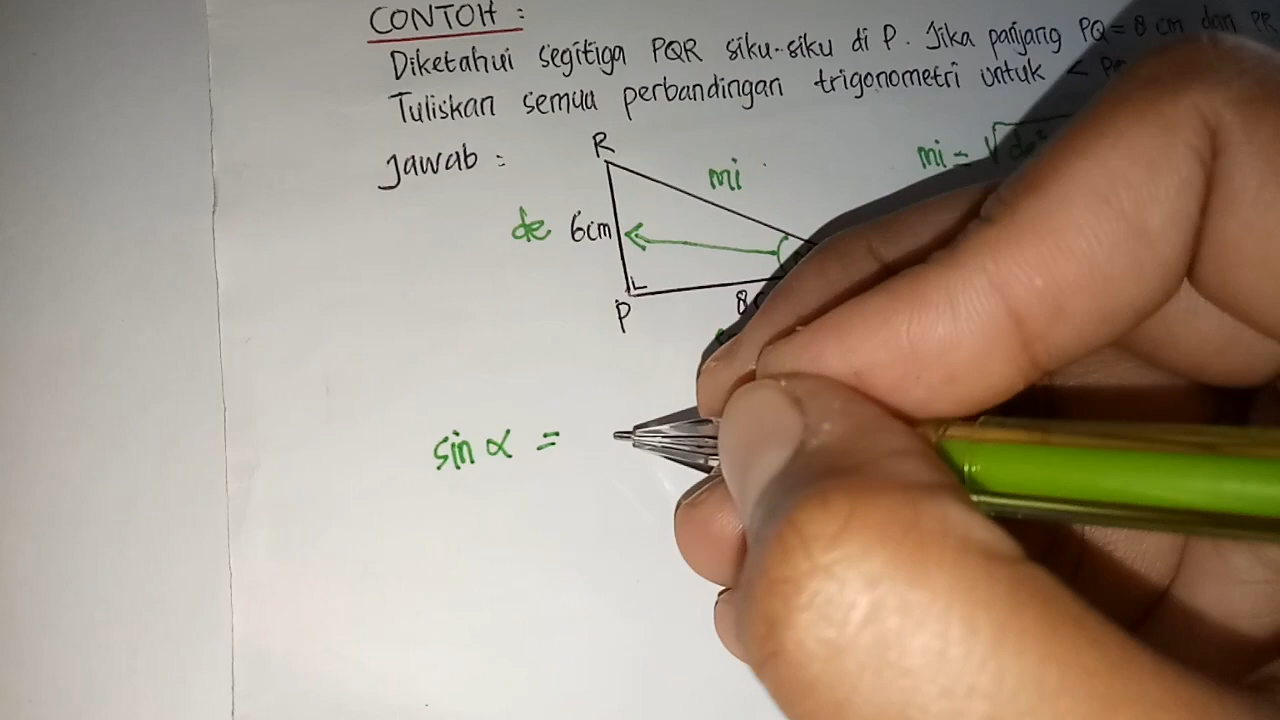 CONTOH :
Diketahui segitiga PQR siku-siku di P. Jika panjang PQ = 8 cm dan PR
Tuliskan semua perbandingan trigonometri untuk <
Jawab :
R
mi
mi = √de²
de 6cm
P
8
sin α =